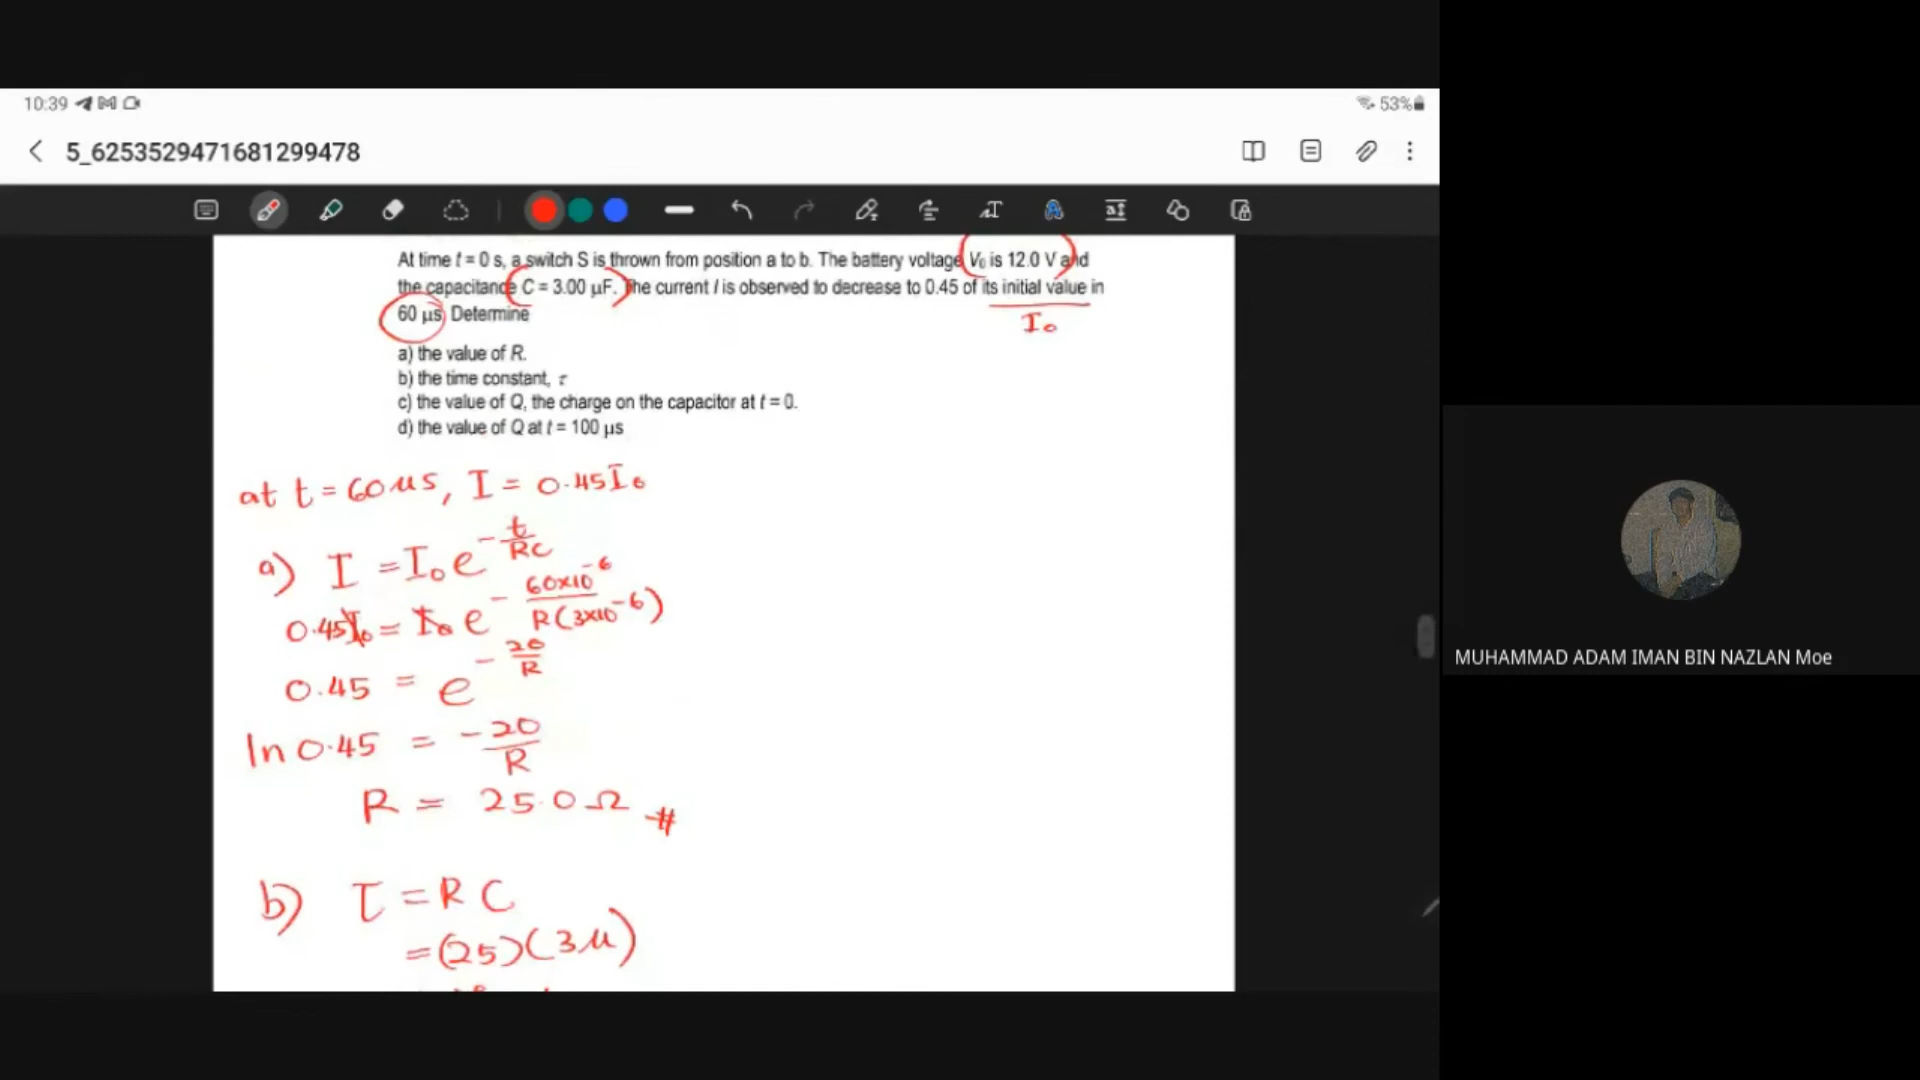 10:39
53%
5_6253529471681299478
At time t = 0 s, a switch S is thrown from position a to b. The battery voltage V₀ is 12.0 V and
the capacitance C = 3.00 μF. The current I is observed to decrease to 0.45 of its initial value in
60 μs. Determine
I₀
a) the value of R.
b) the time constant, τ
c) the value of Q, the charge on the capacitor at t = 0.
d) the value of Q at t = 100 μs
at t = 60μs, I = 0.45I₀
a) I = I₀ e^(-t/RC)
0.45I₀ = I₀ e^(-60×10^-6/R(3×10^-6))
0.45 = e^(-20/R)
ln 0.45 = -20/R
R = 25.0Ω #
b) τ = RC
= (25)(3μ)
MUHAMMAD ADAM IMAN BIN NAZLAN Moe